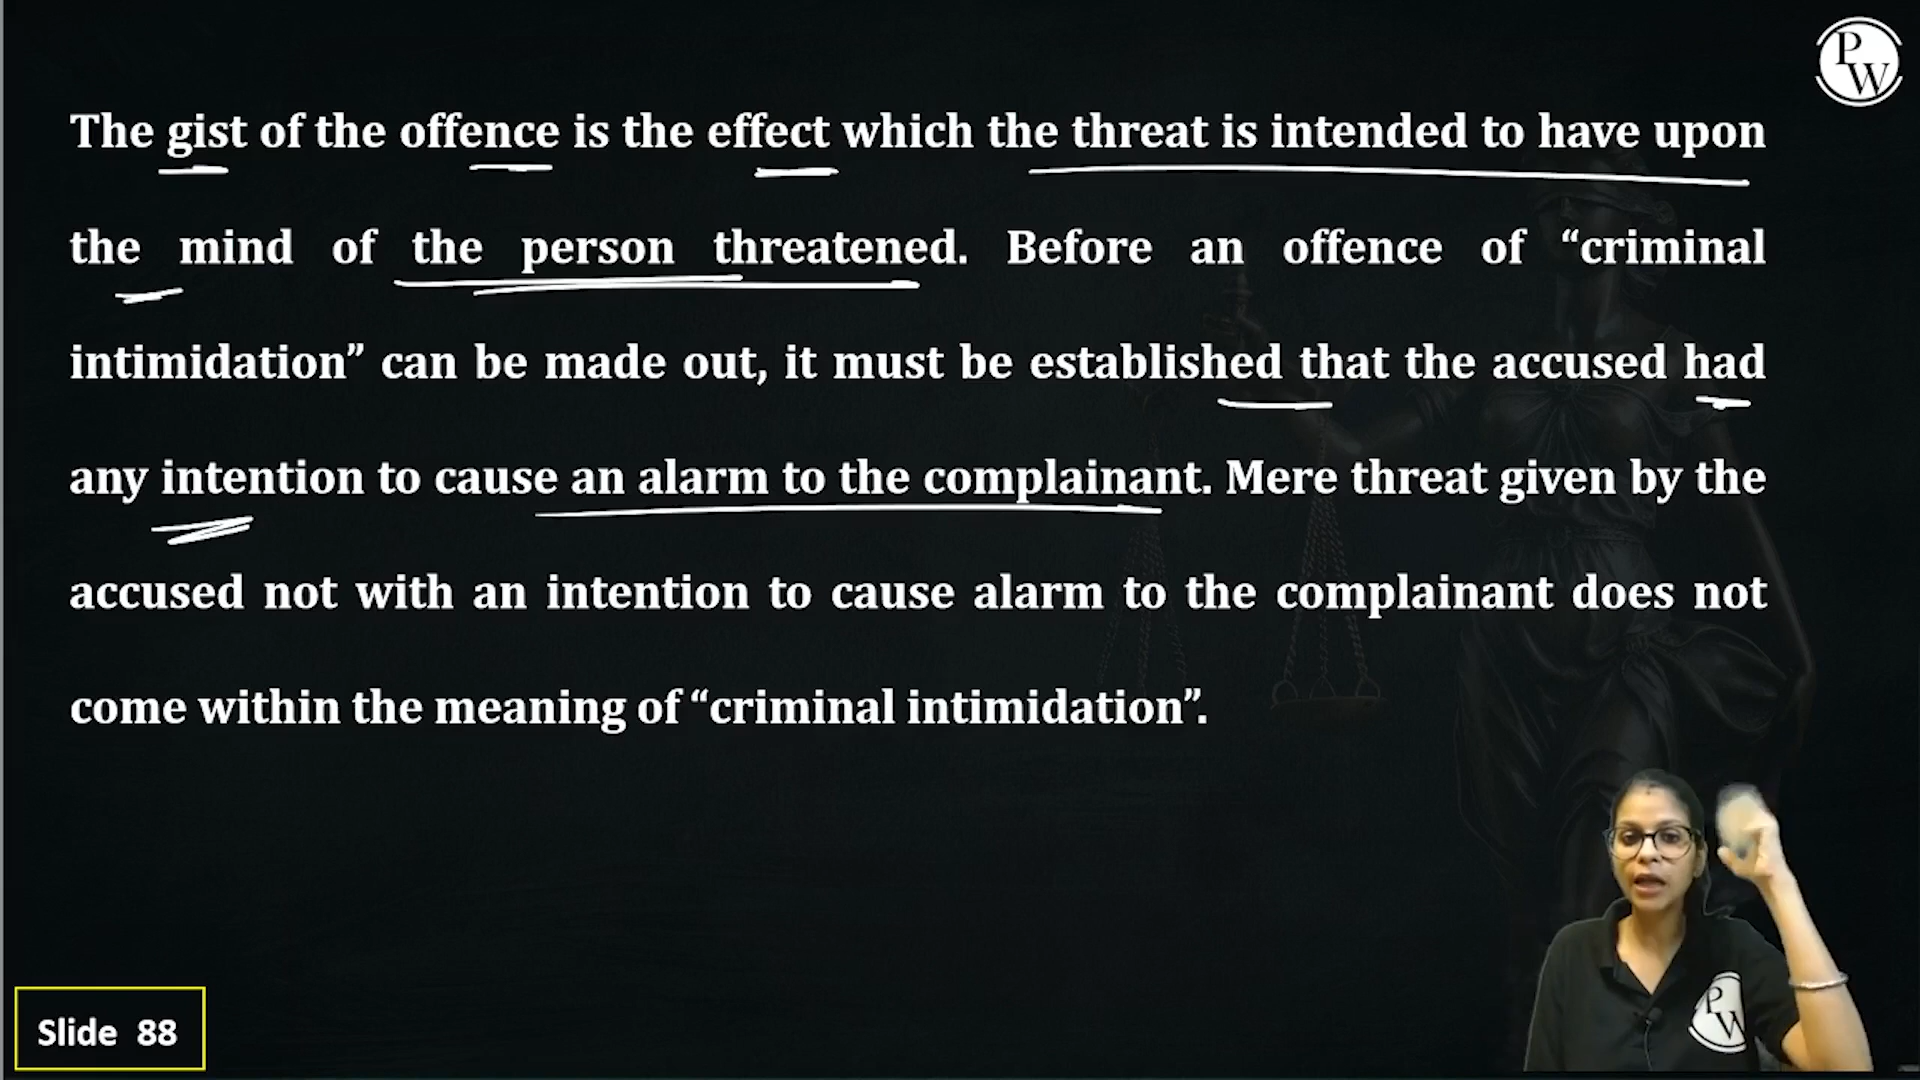 PW
The gist of the offence is the effect which the threat is intended to have upon
the mind of the person threatened. Before an offence of “criminal
intimidation” can be made out, it must be established that the accused had
any intention to cause an alarm to the complainant. Mere threat given by the
accused not with an intention to cause alarm to the complainant does not
come within the meaning of “criminal intimidation”.
PW
Slide 88